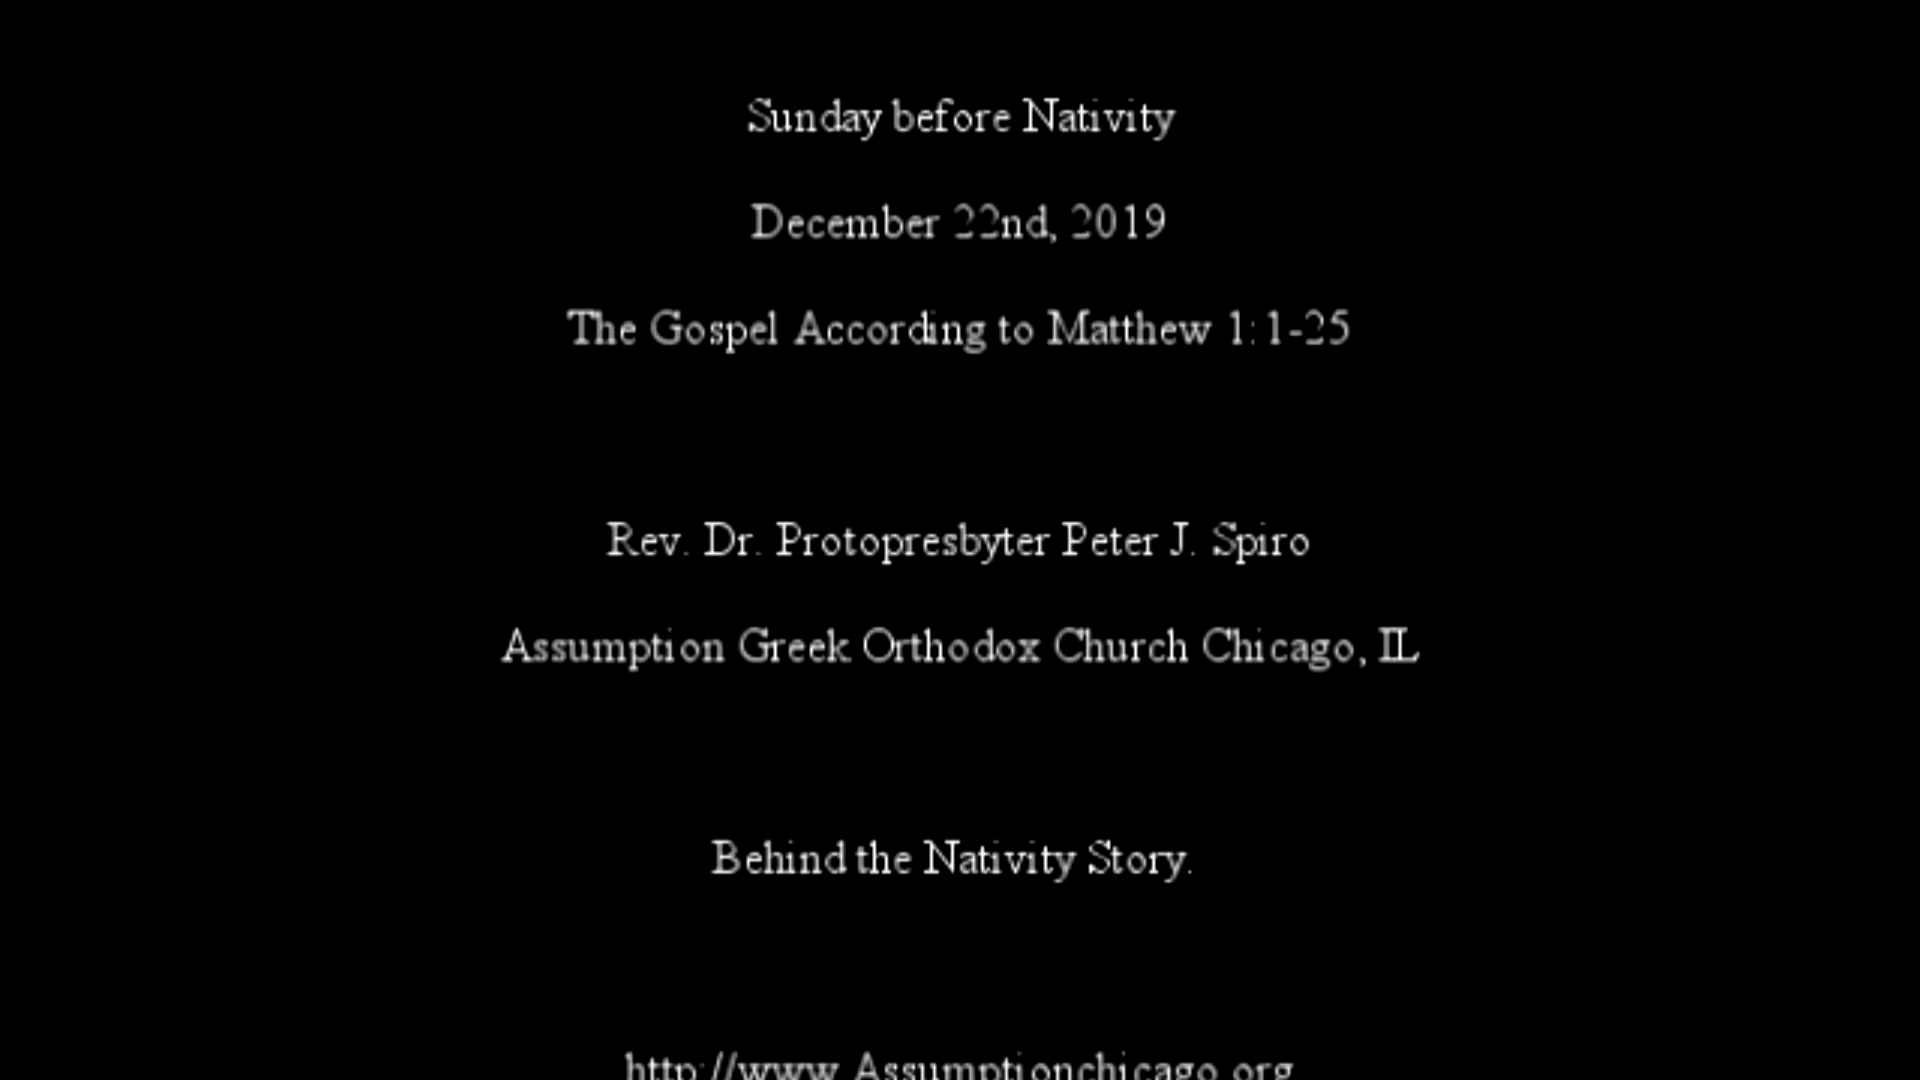 Sunday before Nativity
December 22nd, 2019
The Gospel According to Matthew 1:1-25
Rev. Dr. Protopresbyter Peter J. Spiro
Assumption Greek Orthodox Church Chicago, IL
Behind the Nativity Story.
http://www.Assumptionchicago.org